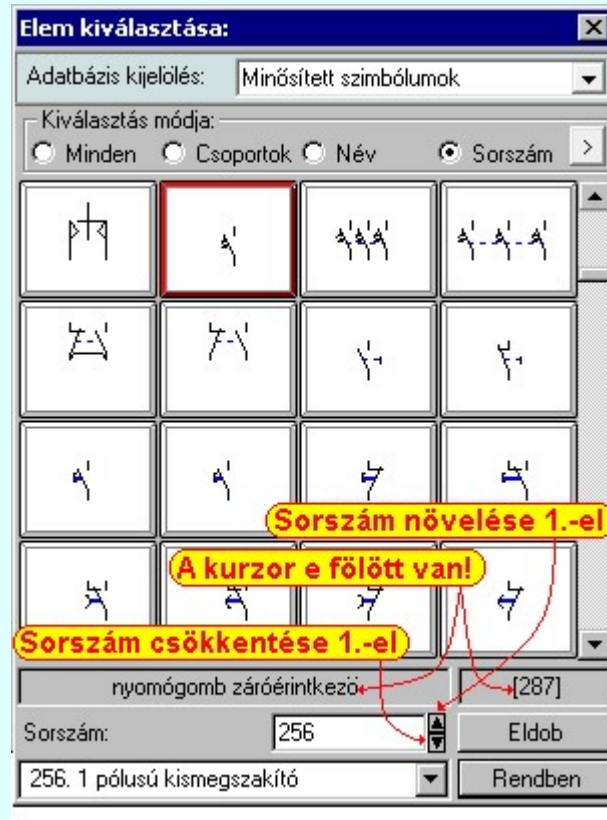 Elem kiválasztása:
Adatbázis kijelölés: Minősített szimbólumok
Kiválasztás módja:
Minden Csoportok Név Sorszám >
Sorszám növelése 1.-el
A kurzor e fölött van!
Sorszám csökkentése 1.-el
nyomógomb záróérintkező [287]
Sorszám: 256 Eldob
256. 1 pólusú kismegszakító Rendben